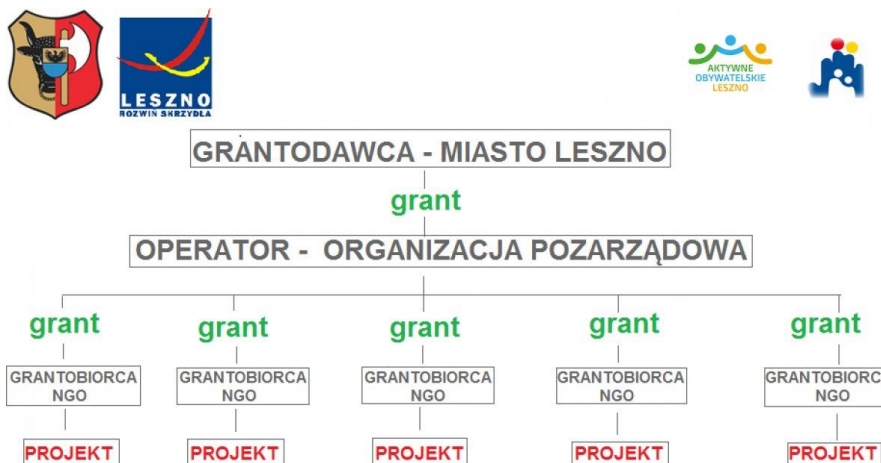 LESZNO
ROZWIŃ SKRZYDŁA
AKTYWNE
OBYWATELSKIE
LESZNO
GRANTODAWCA - MIASTO LESZNO
grant
OPERATOR - ORGANIZACJA POZARZĄDOWA
grant grant grant grant grant
GRANTOBIORCA GRANTOBIORCA GRANTOBIORCA GRANTOBIORCA GRANTOBIORC
NGO NGO NGO NGO NGO
PROJEKT PROJEKT PROJEKT PROJEKT PROJEKT